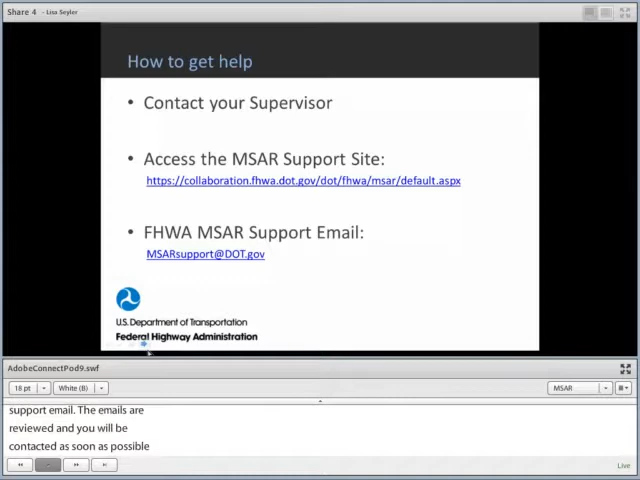 Share 4 - Lisa Seyler
How to get help
• Contact your Supervisor
• Access the MSAR Support Site:
https://collaboration.fhwa.dot.gov/dot/fhwa/msar/default.aspx
• FHWA MSAR Support Email:
MSARsupport@DOT.gov
U.S. Department of Transportation
Federal Highway Administration
AdobeConnectPod9.swf
18 pt
White (B)
MSAR
support email. The emails are
reviewed and you will be
contacted as soon as possible
Live